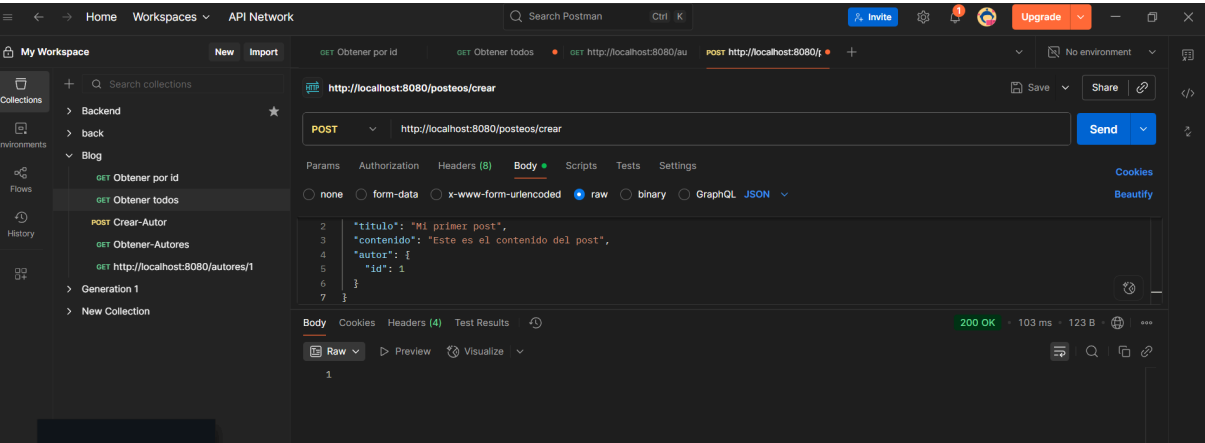 Home Workspaces API Network Search Postman Ctrl K Invite 1 Upgrade
My Workspace New Import GET Obtener por id GET Obtener todos GET http://localhost:8080/au POST http://localhost:8080/ No environment
Collections
Search collections
HTTP http://localhost:8080/posteos/crear Save Share
Backend
back
POST http://localhost:8080/posteos/crear Send
nvironments
Blog
Params Authorization Headers (8) Body Scripts Tests Settings Cookies
Flows
GET Obtener por id
none form-data x-www-form-urlencoded raw binary GraphQL JSON Beautify
GET Obtener todos
History
POST Crear-Autor
GET Obtener-Autores
GET http://localhost:8080/autores/1
Generation 1
New Collection
2 "titulo": "Mi primer post",
3 "contenido": "Este es el contenido del post",
4 "autor": {
5 "id": 1
6 }
7 }
Body Cookies Headers (4) Test Results 200 OK 103 ms 123 B
Raw Preview Visualize
1